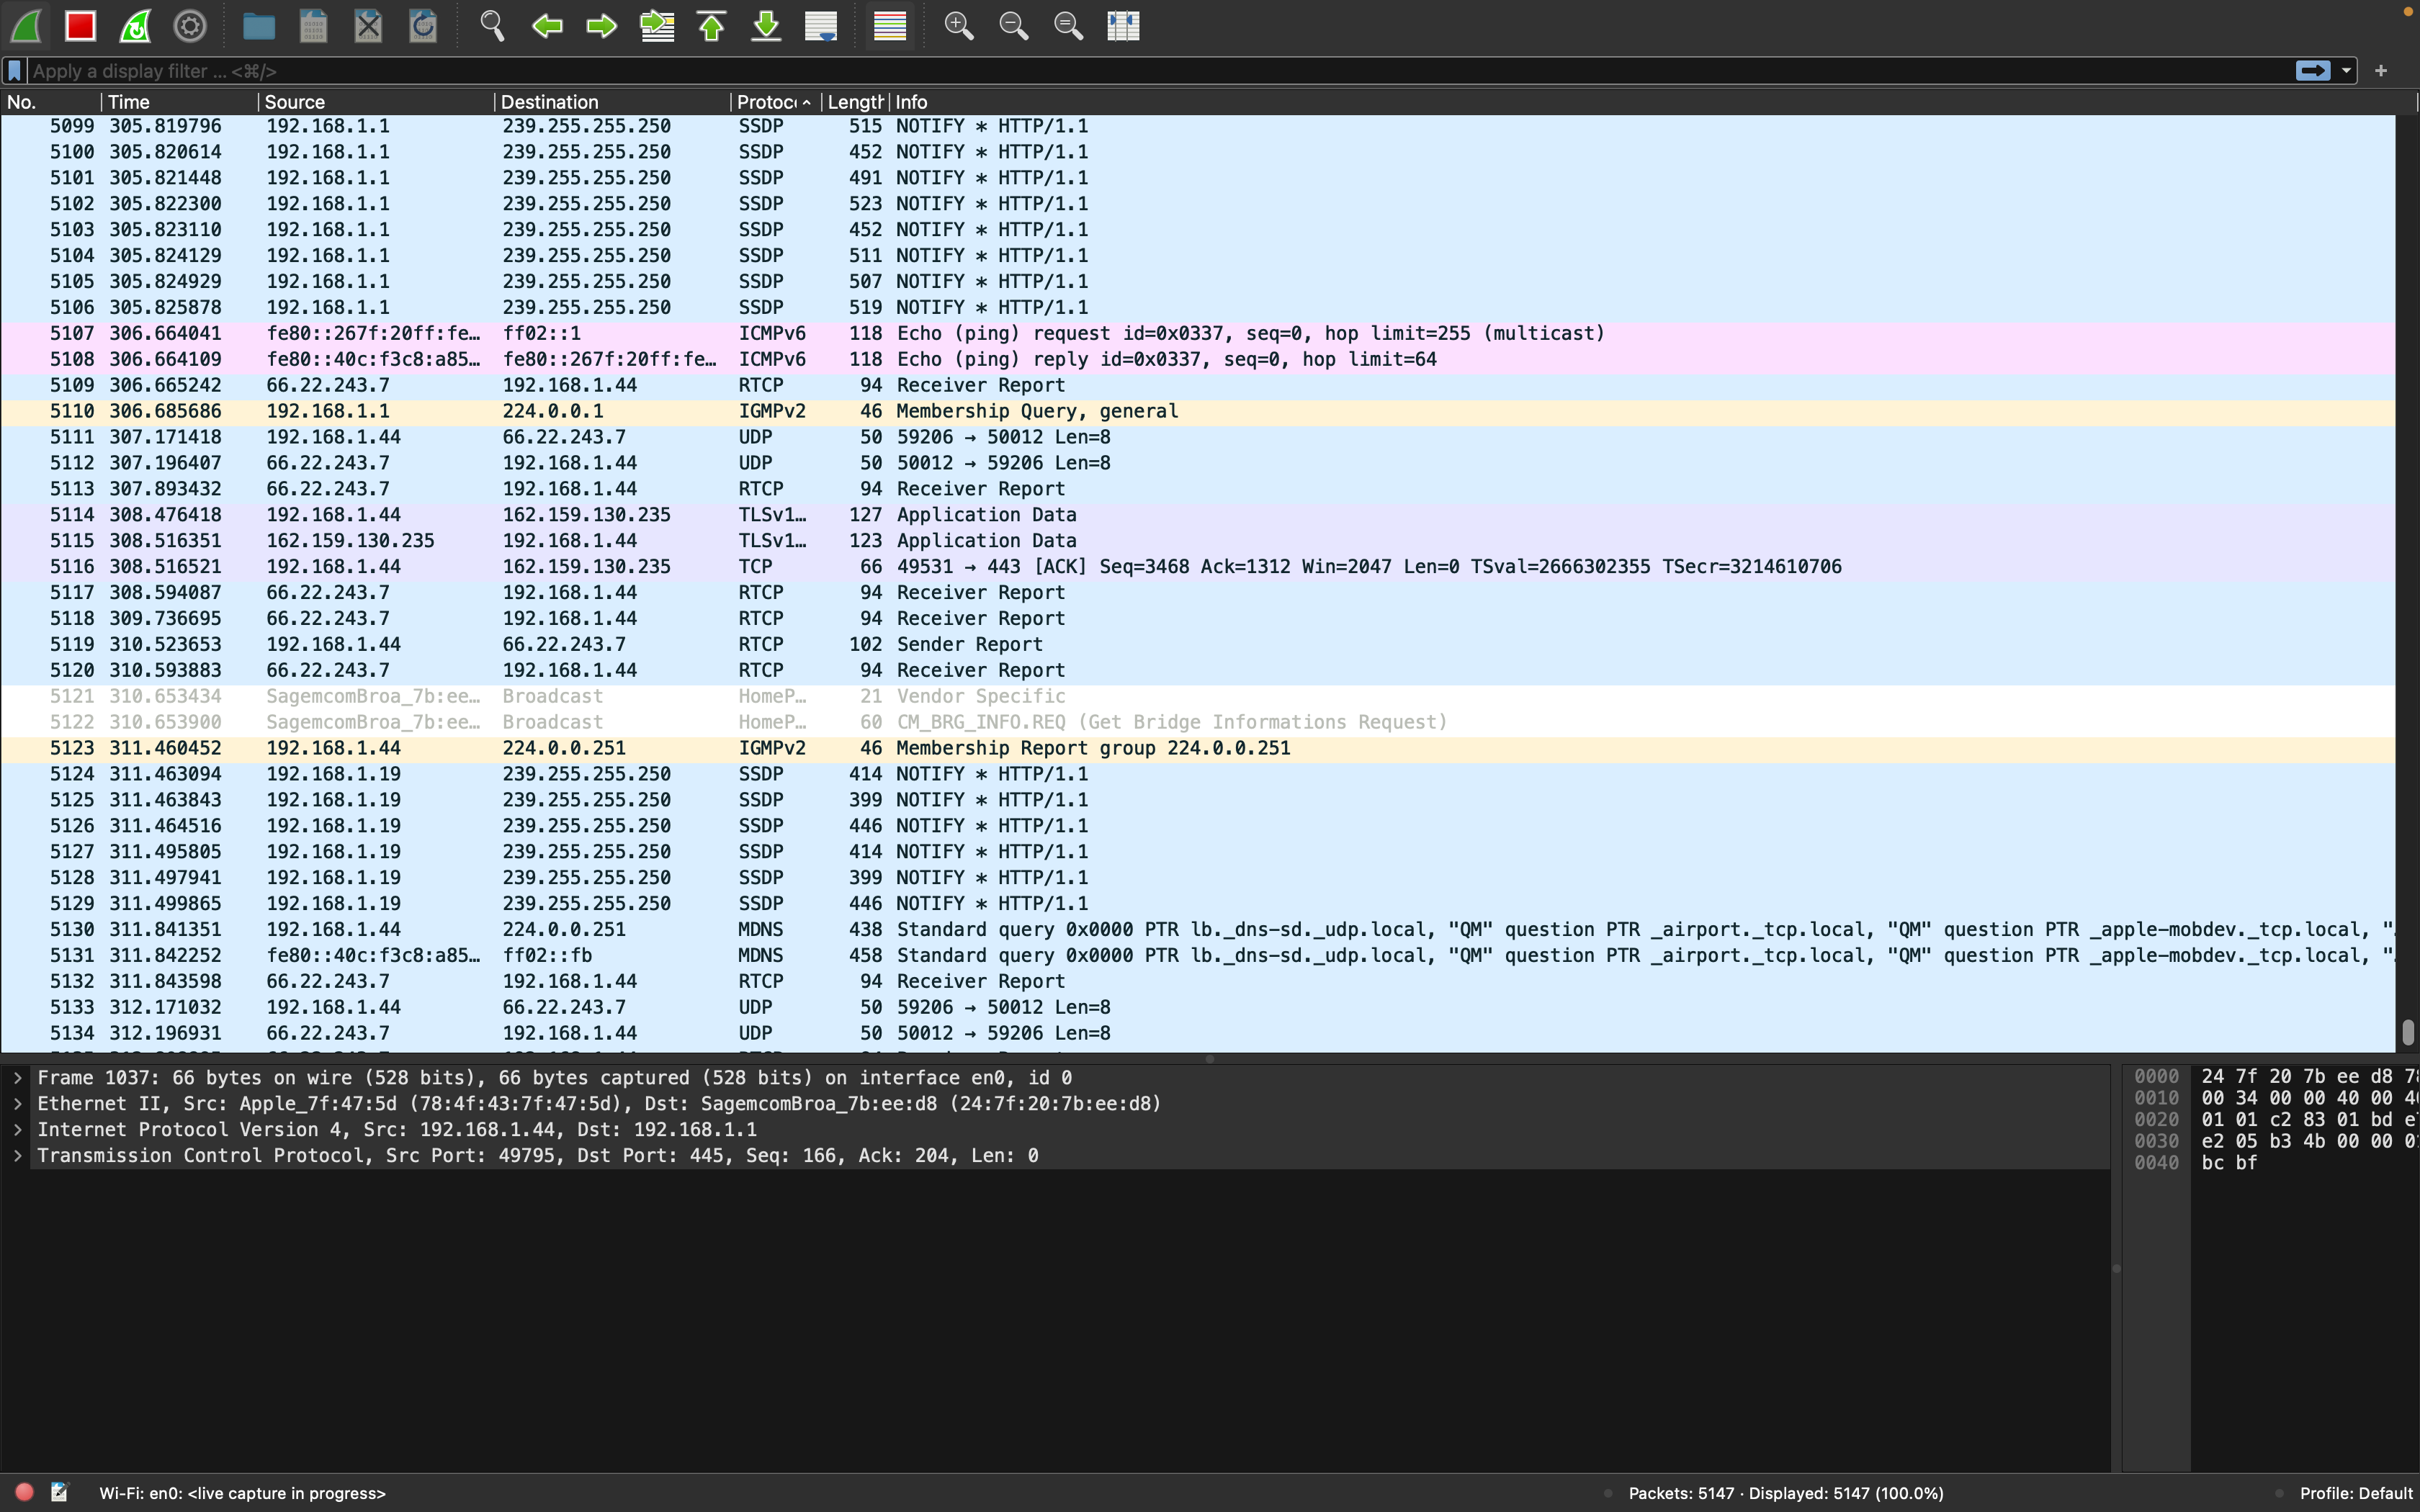 Apply a display filter ... <⌘/>
No. Time Source Destination Protoc Length Info
5099 305.819796 192.168.1.1 239.255.255.250 SSDP 515 NOTIFY * HTTP/1.1
5100 305.820614 192.168.1.1 239.255.255.250 SSDP 452 NOTIFY * HTTP/1.1
5101 305.821448 192.168.1.1 239.255.255.250 SSDP 491 NOTIFY * HTTP/1.1
5102 305.822300 192.168.1.1 239.255.255.250 SSDP 523 NOTIFY * HTTP/1.1
5103 305.823110 192.168.1.1 239.255.255.250 SSDP 452 NOTIFY * HTTP/1.1
5104 305.824129 192.168.1.1 239.255.255.250 SSDP 511 NOTIFY * HTTP/1.1
5105 305.824929 192.168.1.1 239.255.255.250 SSDP 507 NOTIFY * HTTP/1.1
5106 305.825878 192.168.1.1 239.255.255.250 SSDP 519 NOTIFY * HTTP/1.1
5107 306.664041 fe80::267f:20ff:fe… ff02::1 ICMPv6 118 Echo (ping) request id=0x0337, seq=0, hop limit=255 (multicast)
5108 306.664109 fe80::40c:f3c8:a85… fe80::267f:20ff:fe… ICMPv6 118 Echo (ping) reply id=0x0337, seq=0, hop limit=64
5109 306.665242 66.22.243.7 192.168.1.44 RTCP 94 Receiver Report
5110 306.685686 192.168.1.1 224.0.0.1 IGMPv2 46 Membership Query, general
5111 307.171418 192.168.1.44 66.22.243.7 UDP 50 59206 → 50012 Len=8
5112 307.196407 66.22.243.7 192.168.1.44 UDP 50 50012 → 59206 Len=8
5113 307.893432 66.22.243.7 192.168.1.44 RTCP 94 Receiver Report
5114 308.476418 192.168.1.44 162.159.130.235 TLSv1… 127 Application Data
5115 308.516351 162.159.130.235 192.168.1.44 TLSv1… 123 Application Data
5116 308.516521 192.168.1.44 162.159.130.235 TCP 66 49531 → 443 [ACK] Seq=3468 Ack=1312 Win=2047 Len=0 TSval=2666302355 TSecr=3214610706
5117 308.594087 66.22.243.7 192.168.1.44 RTCP 94 Receiver Report
5118 309.736695 66.22.243.7 192.168.1.44 RTCP 94 Receiver Report
5119 310.523653 192.168.1.44 66.22.243.7 RTCP 102 Sender Report
5120 310.593883 66.22.243.7 192.168.1.44 RTCP 94 Receiver Report
5121 310.653434 SagemcomBroa_7b:ee… Broadcast HomeP… 21 Vendor Specific
5122 310.653900 SagemcomBroa_7b:ee… Broadcast HomeP… 60 CM_BRG_INFO.REQ (Get Bridge Informations Request)
5123 311.460452 192.168.1.44 224.0.0.251 IGMPv2 46 Membership Report group 224.0.0.251
5124 311.463094 192.168.1.19 239.255.255.250 SSDP 414 NOTIFY * HTTP/1.1
5125 311.463843 192.168.1.19 239.255.255.250 SSDP 399 NOTIFY * HTTP/1.1
5126 311.464516 192.168.1.19 239.255.255.250 SSDP 446 NOTIFY * HTTP/1.1
5127 311.495805 192.168.1.19 239.255.255.250 SSDP 414 NOTIFY * HTTP/1.1
5128 311.497941 192.168.1.19 239.255.255.250 SSDP 399 NOTIFY * HTTP/1.1
5129 311.499865 192.168.1.19 239.255.255.250 SSDP 446 NOTIFY * HTTP/1.1
5130 311.841351 192.168.1.44 224.0.0.251 MDNS 438 Standard query 0x0000 PTR lb._dns-sd._udp.local, "QM" question PTR _airport._tcp.local, "QM" question PTR _apple-mobdev._tcp.local, "
5131 311.842252 fe80::40c:f3c8:a85… ff02::fb MDNS 458 Standard query 0x0000 PTR lb._dns-sd._udp.local, "QM" question PTR _airport._tcp.local, "QM" question PTR _apple-mobdev._tcp.local, "
5132 311.843598 66.22.243.7 192.168.1.44 RTCP 94 Receiver Report
5133 312.171032 192.168.1.44 66.22.243.7 UDP 50 59206 → 50012 Len=8
5134 312.196931 66.22.243.7 192.168.1.44 UDP 50 50012 → 59206 Len=8
Frame 1037: 66 bytes on wire (528 bits), 66 bytes captured (528 bits) on interface en0, id 0
Ethernet II, Src: Apple_7f:47:5d (78:4f:43:7f:47:5d), Dst: SagemcomBroa_7b:ee:d8 (24:7f:20:7b:ee:d8)
Internet Protocol Version 4, Src: 192.168.1.44, Dst: 192.168.1.1
Transmission Control Protocol, Src Port: 49795, Dst Port: 445, Seq: 166, Ack: 204, Len: 0
0000 24 7f 20 7b ee d8
0010 00 34 00 00 40 00
0020 01 01 c2 83 01 bd
0030 e2 05 b3 4b 00 00
0040 bc bf
Wi-Fi: en0: <live capture in progress>
Packets: 5147 · Displayed: 5147 (100.0%)
Profile: Default